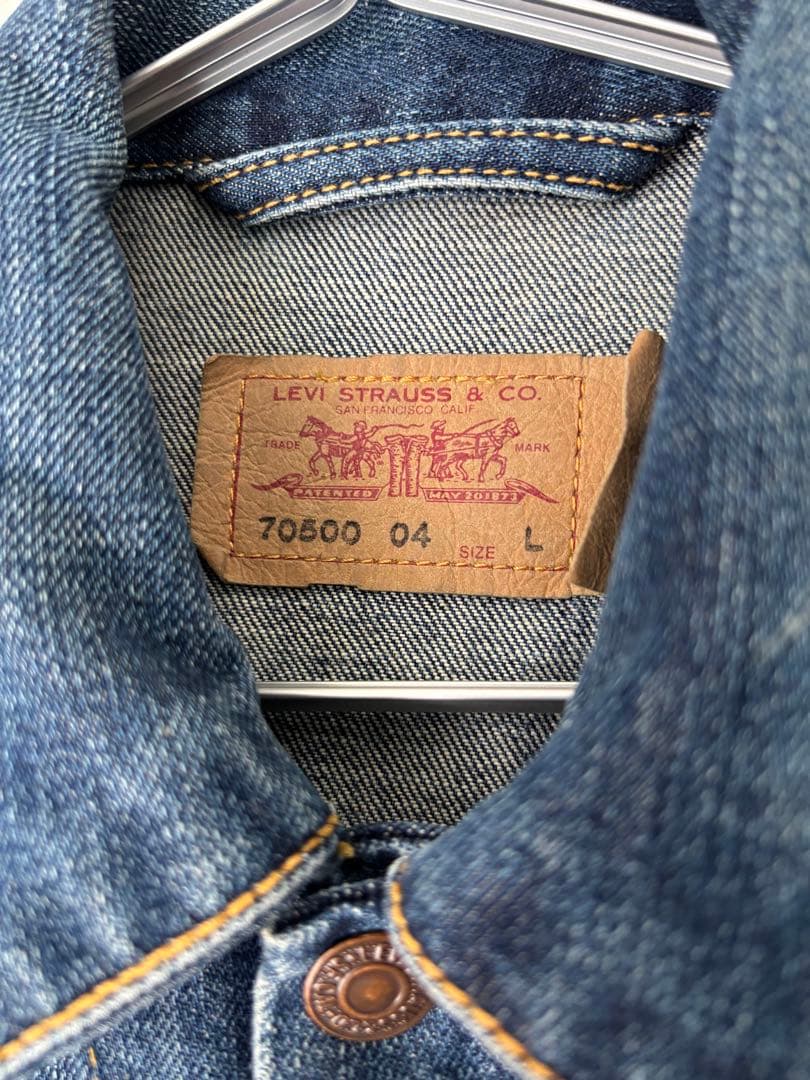 LEVI STRAUSS & CO.
SAN FRANCISCO CALIF.
TRADE MARK
PATENTED MAY 20 1873
70500 04 SIZE L